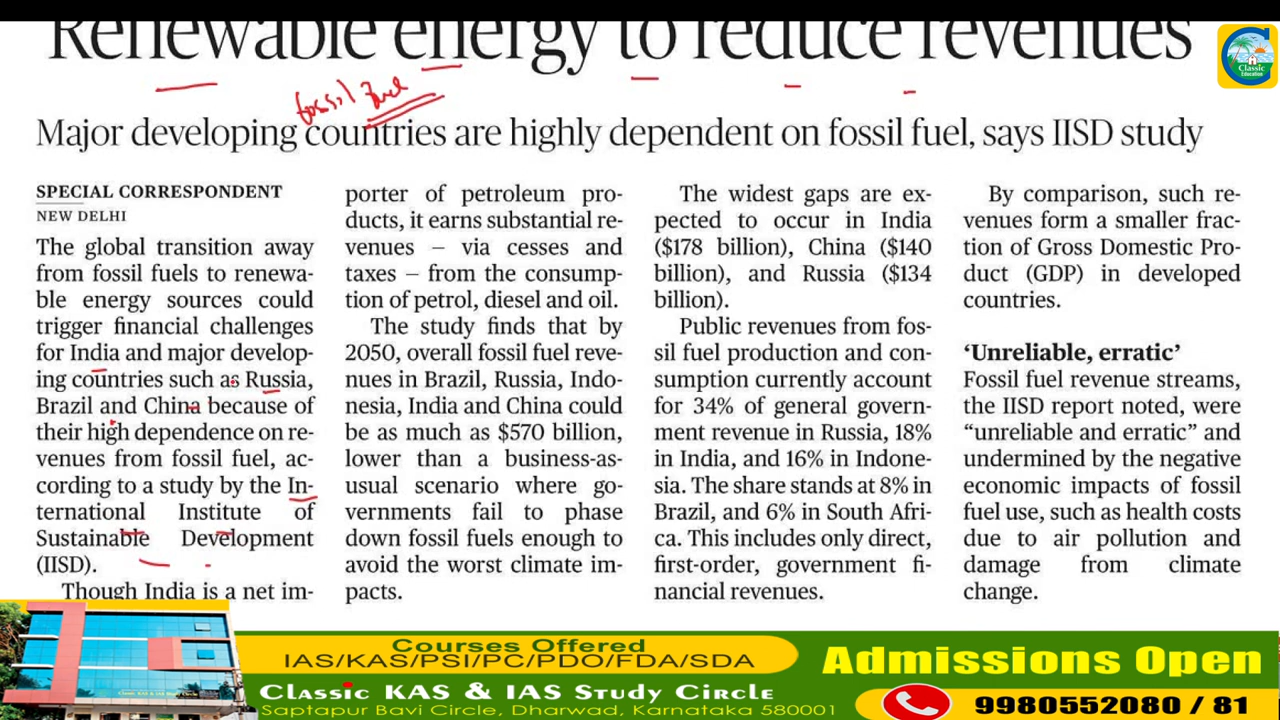 Renewable energy to reduce revenues
fossil fuel
Major developing countries are highly dependent on fossil fuel, says IISD study
SPECIAL CORRESPONDENT
NEW DELHI
The global transition away
from fossil fuels to renewa-
ble energy sources could
trigger financial challenges
for India and major develop-
ing countries such as Russia,
Brazil and China because of
their high dependence on re-
venues from fossil fuel, ac-
cording to a study by the In-
ternational Institute of
Sustainable Development
(IISD).
Though India is a net im-
porter of petroleum pro-
ducts, it earns substantial re-
venues – via cesses and
taxes – from the consump-
tion of petrol, diesel and oil.
The study finds that by
2050, overall fossil fuel reve-
nues in Brazil, Russia, Indo-
nesia, India and China could
be as much as $570 billion,
lower than a business-as-
usual scenario where go-
vernments fail to phase
down fossil fuels enough to
avoid the worst climate im-
pacts.
The widest gaps are ex-
pected to occur in India
($178 billion), China ($140
billion), and Russia ($134
billion).
Public revenues from fos-
sil fuel production and con-
sumption currently account
for 34% of general govern-
ment revenue in Russia, 18%
in India, and 16% in Indone-
sia. The share stands at 8% in
Brazil, and 6% in South Afri-
ca. This includes only direct,
first-order, government fi-
nancial revenues.
By comparison, such re-
venues form a smaller frac-
tion of Gross Domestic Pro-
duct (GDP) in developed
countries.
‘Unreliable, erratic’
Fossil fuel revenue streams,
the IISD report noted, were
“unreliable and erratic” and
undermined by the negative
economic impacts of fossil
fuel use, such as health costs
due to air pollution and
damage from climate
change.
Classic
Education
Courses Offered
IAS/KAS/PSI/PC/PDO/FDA/SDA
Classic KAS & IAS Study Circle
Saptapur Bavi Circle, Dharwad, Karnataka 580001
Admissions Open
9980552080 / 81